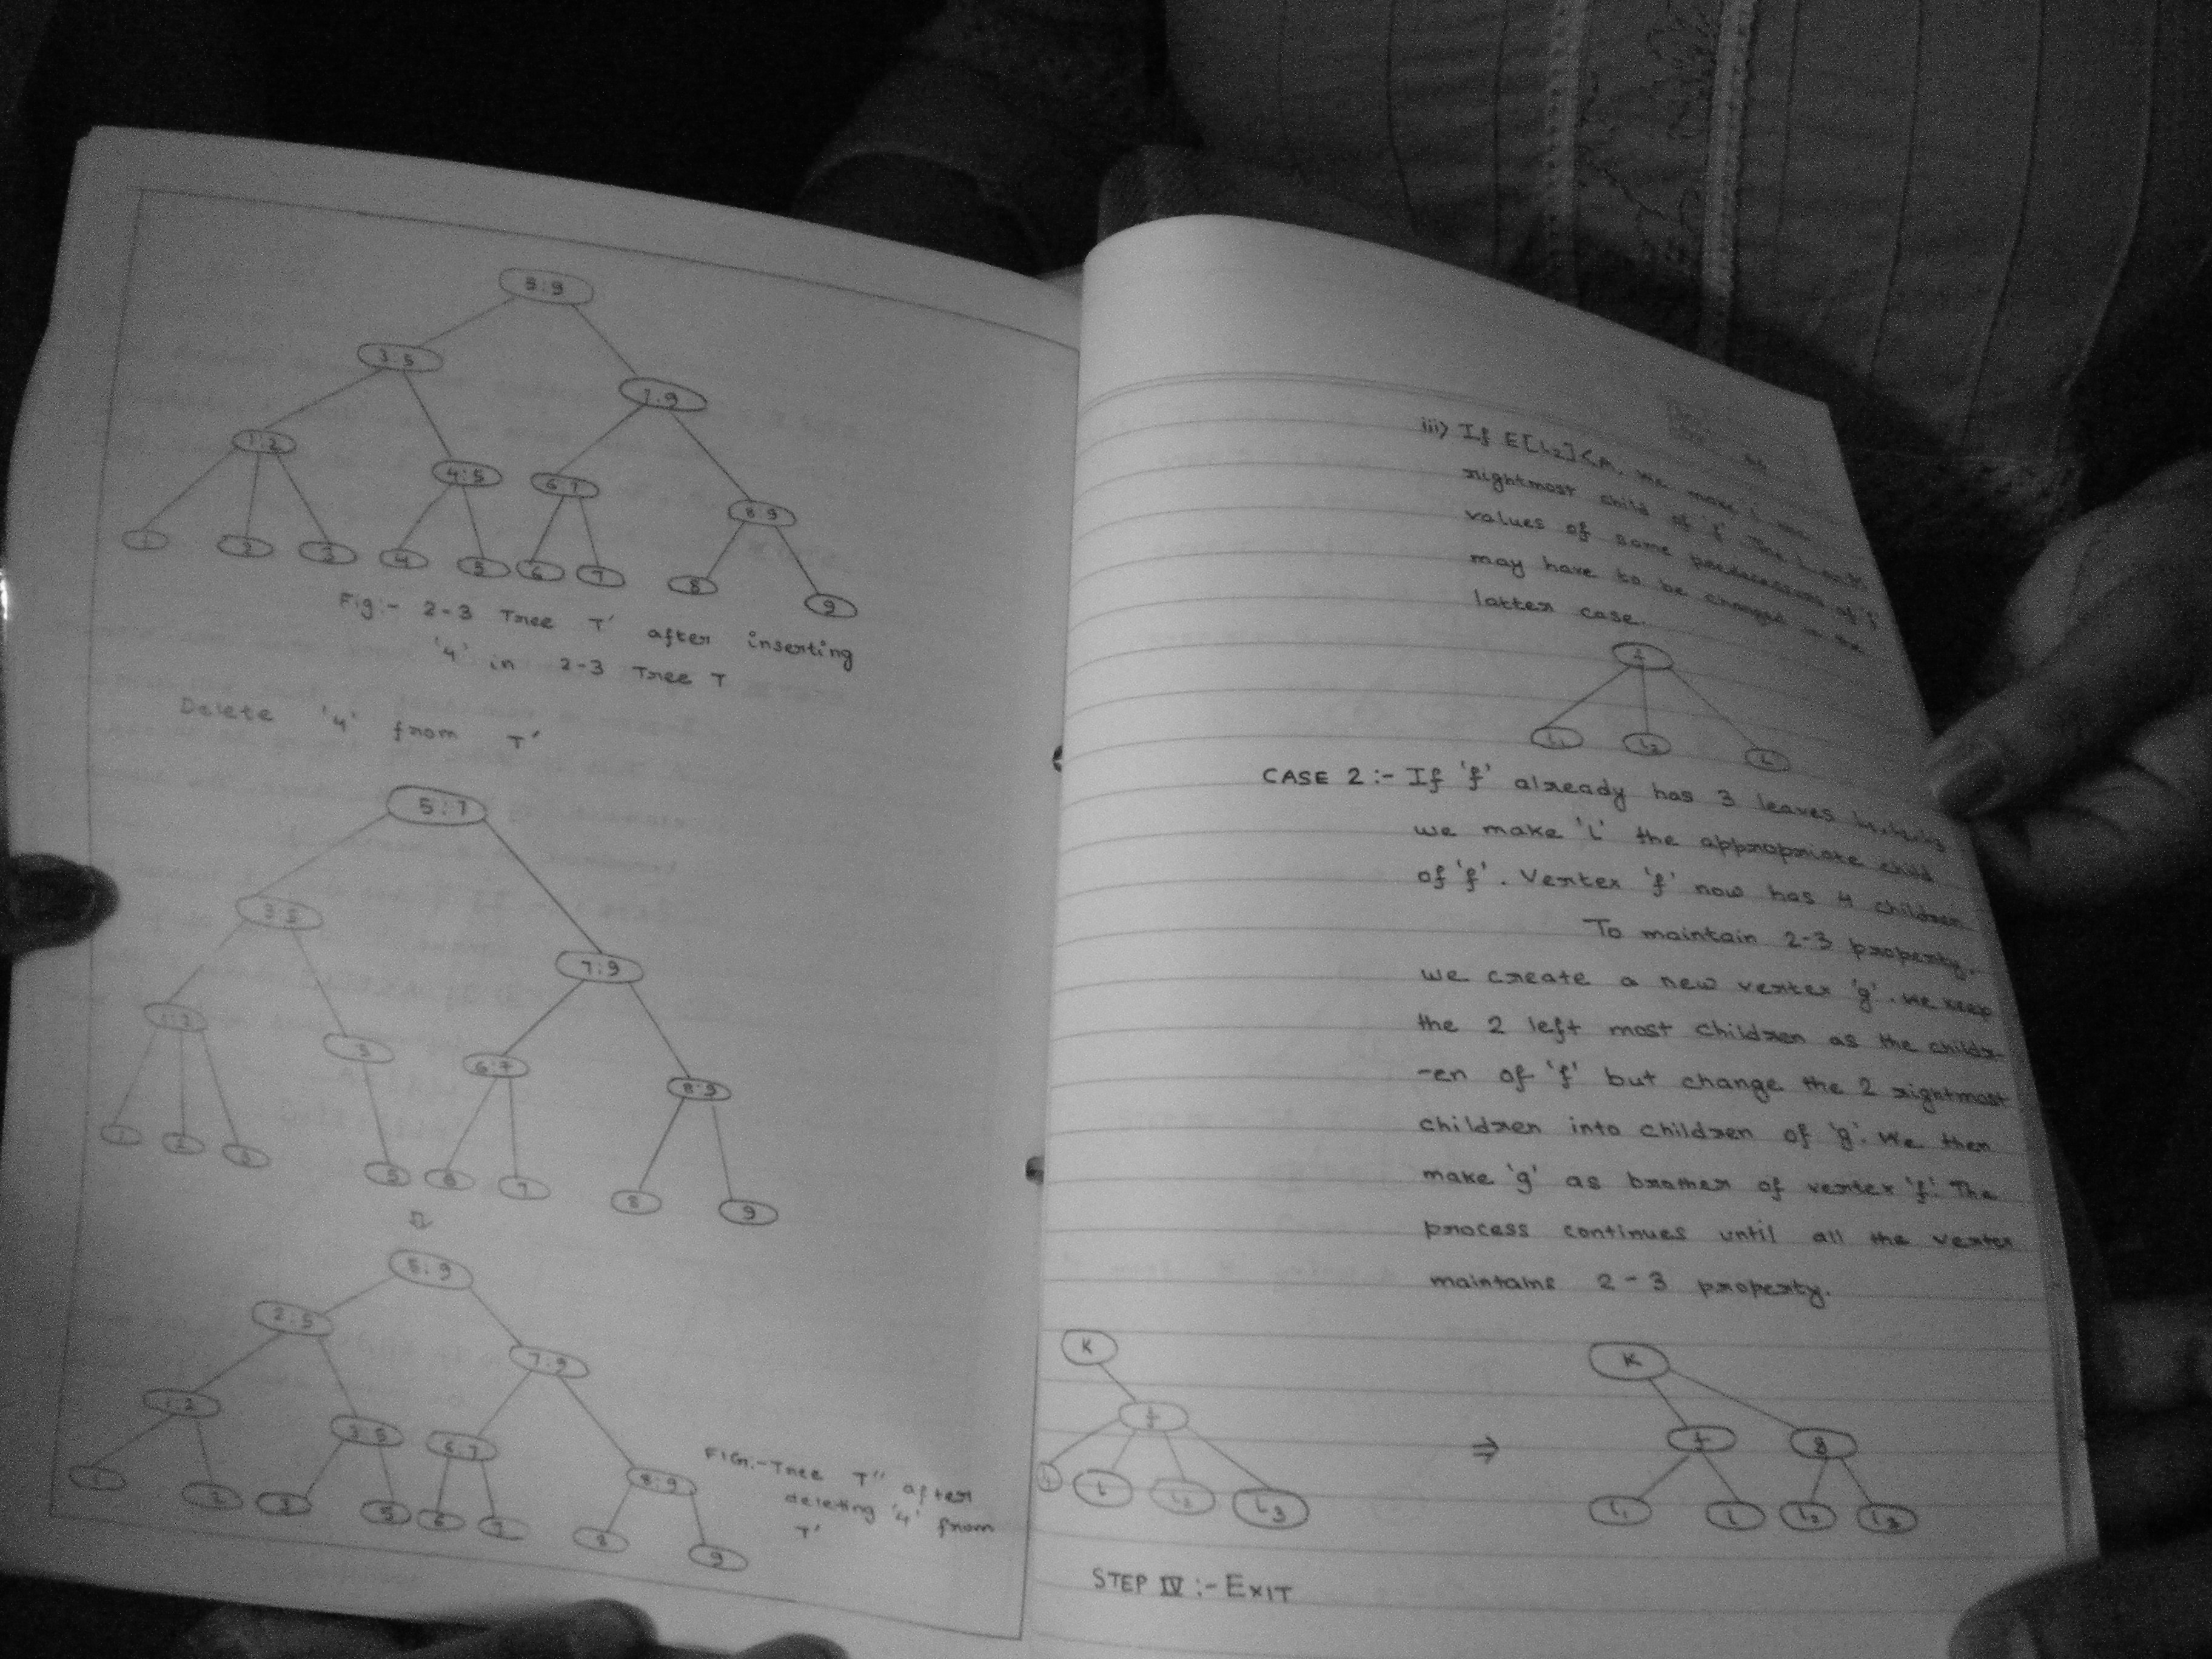 5:9
3:5
7:9
1:2
4:5
6:7
8:9
1 2 3 4 5 6 7 8 9
Fig:- 2-3 Tree T' after inserting
'4' in 2-3 Tree T
Delete '4' from T'
5:7
3:5
7:9
5
6:7
8:9
1 2 3 5 6 7 8 9
5:9
2:5
7:9
1:2
3:5
6:7
8:9
1 2 3 5 6 7 8 9
FIG:-Tree T'' after
deleting '4' from
T'
iii) If E[L2]<A, we make L
rightmost child of f. The
values of some predecessors of f
may have to be changed in the
latter case.
f
L1 L2 L
CASE 2:- If 'f' already has 3 leaves
we make 'L' the appropriate child
of 'f'. Vertex 'f' now has 4 children
To maintain 2-3 property,
we create a new vertex 'g'. We keep
the 2 left most children as the childr-
-en of 'f' but change the 2 rightmost
children into children of 'g'. We then
make 'g' as brother of vertex 'f'. The
process continues until all the vertex
maintains 2-3 property.
K
f
L L2 L3
⇒
K
f g
L1 L L2 L3
STEP IV:- EXIT